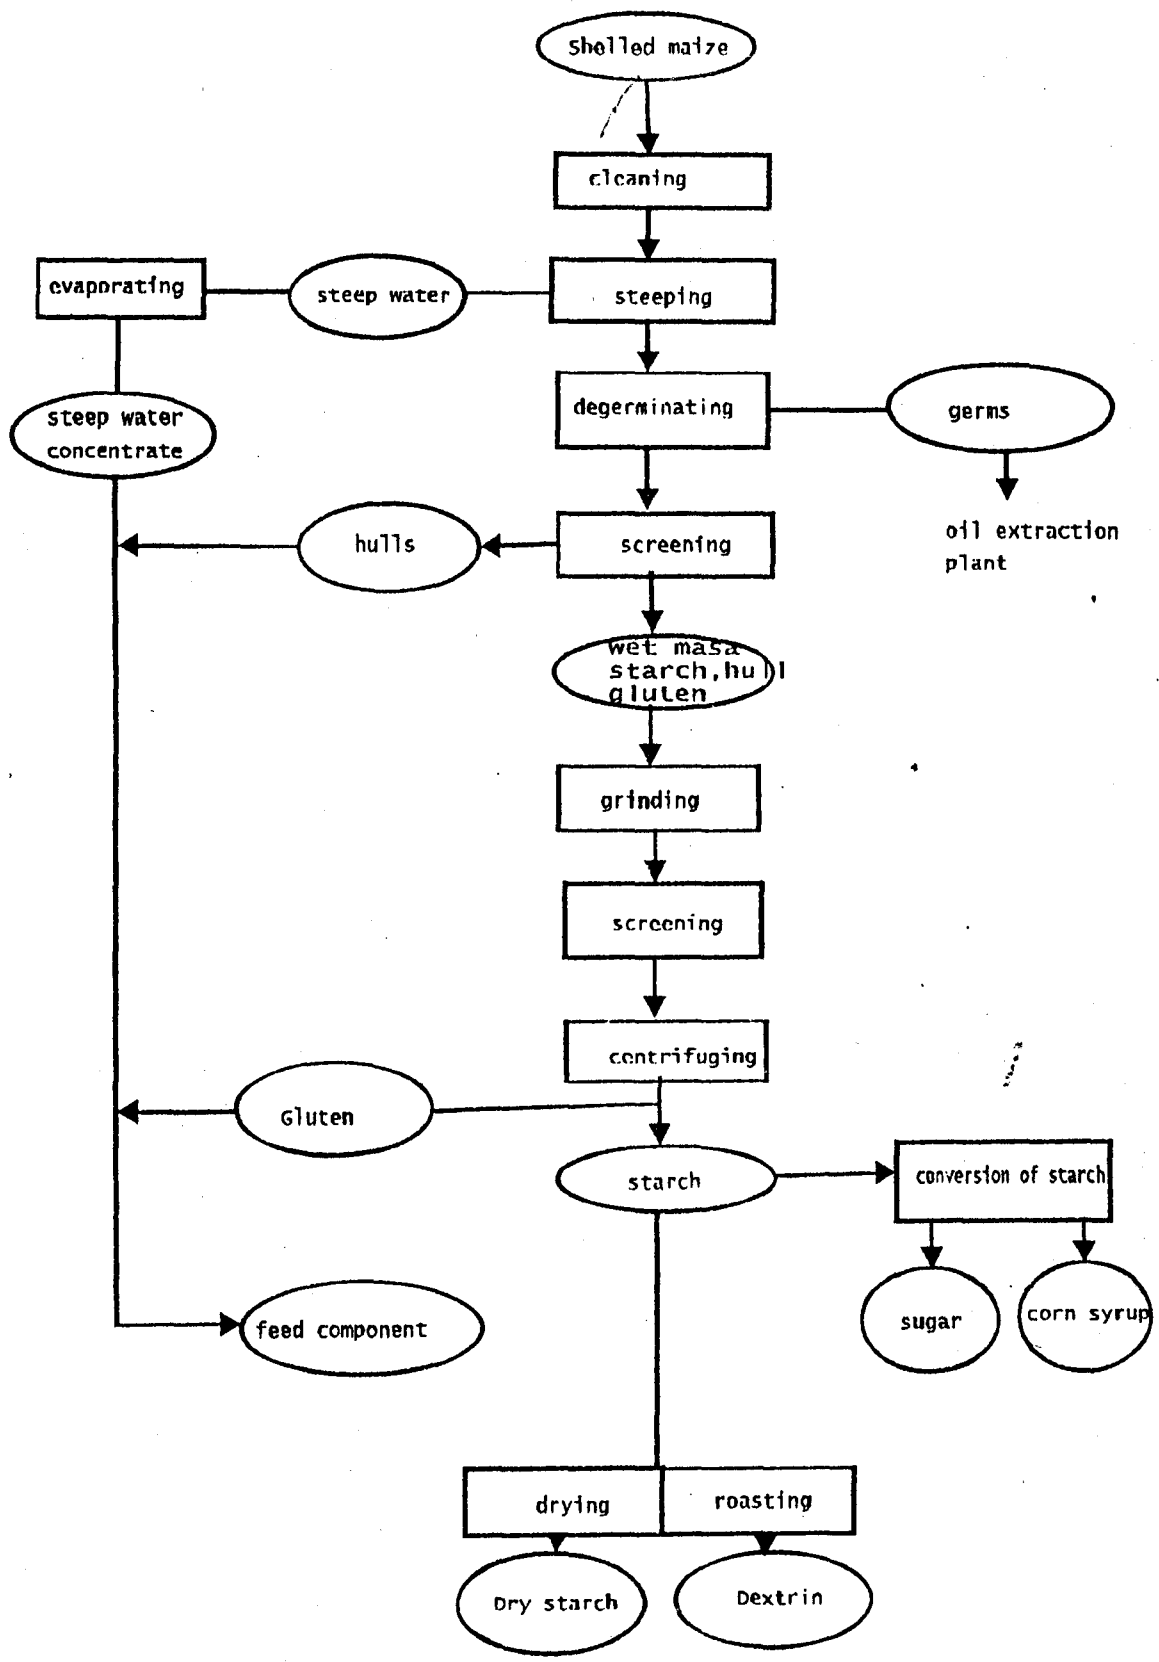 Shelled maize
cleaning
evaporating
steep water
steeping
steep water
concentrate
degerminating
germs
oil extraction
plant
hulls
screening
wet masa
starch,hull
gluten
grinding
screening
centrifuging
Gluten
starch
conversion of starch
feed component
sugar
corn syrup
drying
roasting
Dry starch
Dextrin